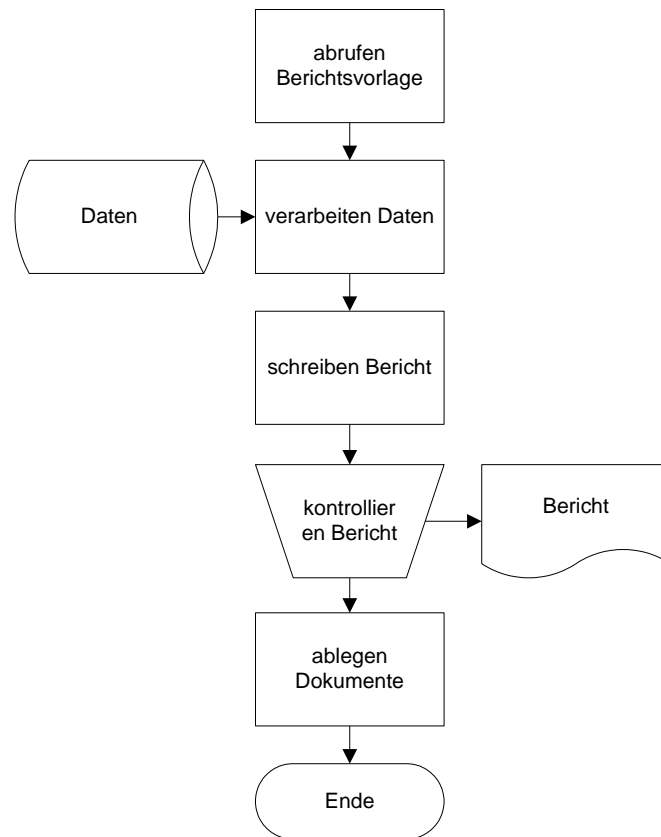 abrufen
Berichtsvorlage
Daten
verarbeiten Daten
schreiben Bericht
kontrollier
en Bericht
Bericht
ablegen
Dokumente
Ende